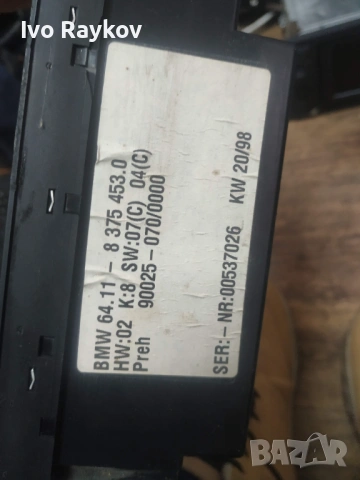 Ivo Raykov
BMW 64.11 - 8 375 453.0
HW:02 K:8 SW:07(C) 04(C)
Preh 90025-070/0000
SER:-NR:00537026 KW 20/98
BAZAR